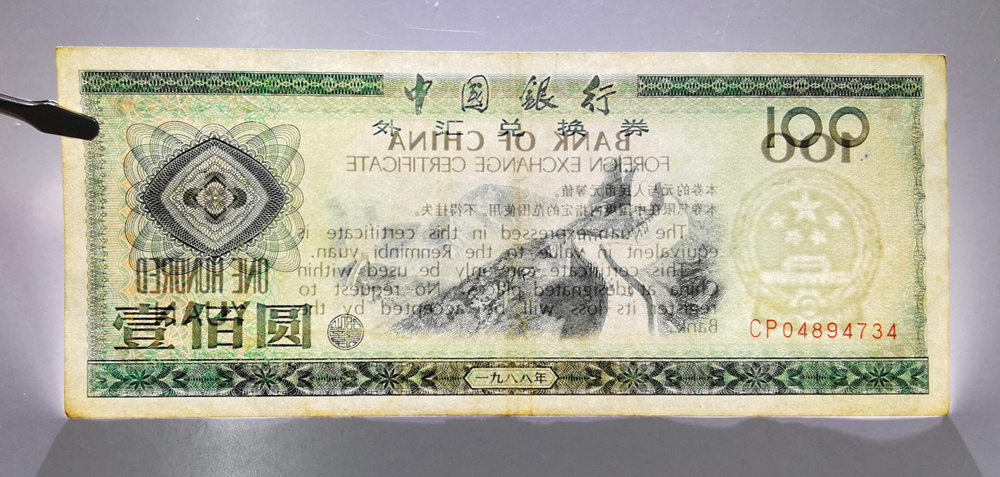 中国銀行
外汇兑换券
100
BANK OF CHINA
FOREIGN EXCHANGE CERTIFICATE
100
本券的元与人民币元等值。
本券只限在中国境内指定的范围使用,不得挂失。
The Yuan expressed in this certificate is
equivalent in value to the Renminbi yuan.
This certificate can only be used within
China at designated places. No request to
register its loss will be accepted by the
Bank
ONE HUNDRED
YUAN
壹佰圆
CP04894734
一九八八年